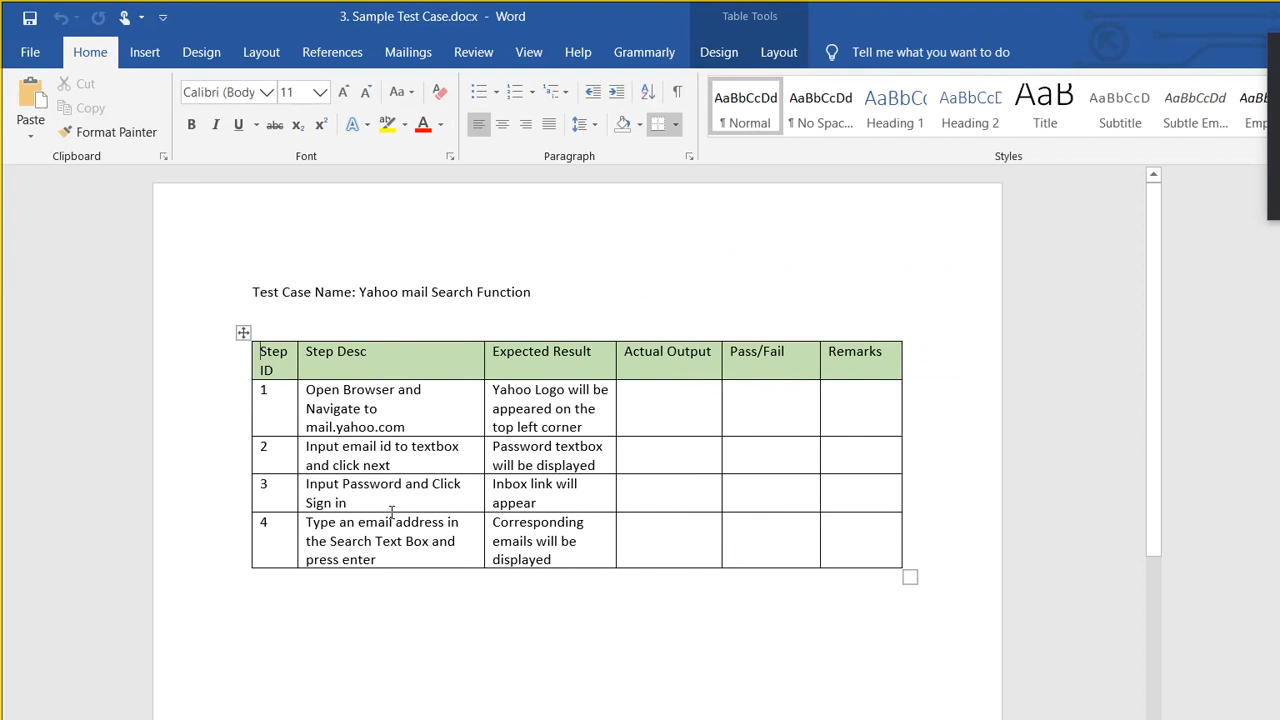 3. Sample Test Case.docx - Word
Table Tools
File Home Insert Design Layout References Mailings Review View Help Grammarly Design Layout Tell me what you want to do
Paste
Cut
Copy
Format Painter
Clipboard
Calibri (Body 11
Aa
B I U abc x₂ x² A A
Font
Paragraph
AaBbCcDd AaBbCcDd AaBbCc AaBbCcD AaB AaBbCcD AaBbCcDd
¶ Normal ¶ No Spac... Heading 1 Heading 2 Title Subtitle Subtle Em...
Styles
Test Case Name: Yahoo mail Search Function
Step ID Step Desc Expected Result Actual Output Pass/Fail Remarks
1 Open Browser and Navigate to mail.yahoo.com Yahoo Logo will be appeared on the top left corner
2 Input email id to textbox and click next Password textbox will be displayed
3 Input Password and Click Sign in Inbox link will appear
4 Type an email address in the Search Text Box and press enter Corresponding emails will be displayed